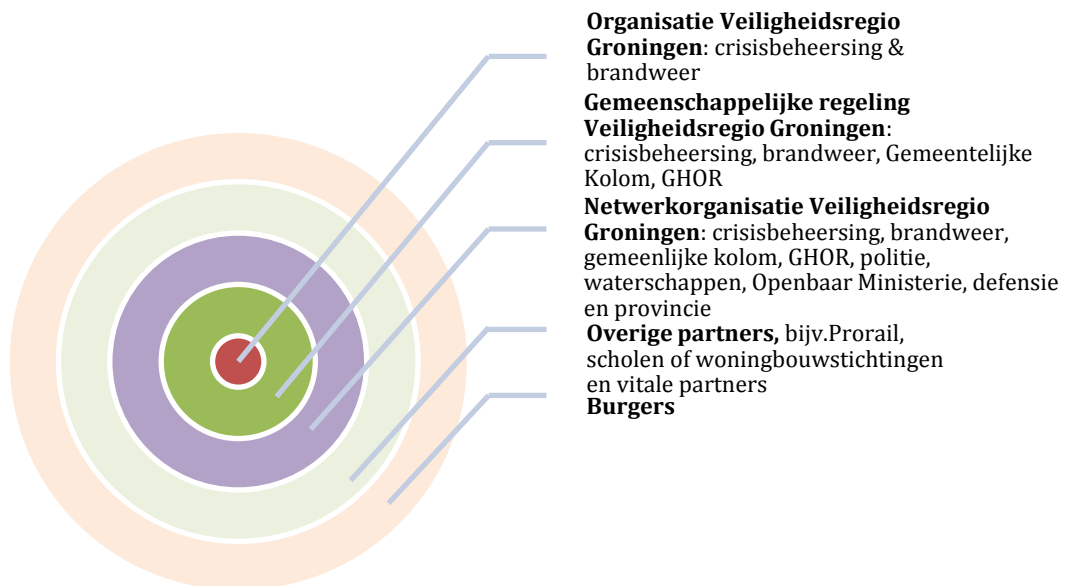 Organisatie Veiligheidsregio
Groningen: crisisbeheersing &
brandweer
Gemeenschappelijke regeling
Veiligheidsregio Groningen:
crisisbeheersing, brandweer, Gemeentelijke
Kolom, GHOR
Netwerkorganisatie Veiligheidsregio
Groningen: crisisbeheersing, brandweer,
gemeenlijke kolom, GHOR, politie,
waterschappen, Openbaar Ministerie, defensie
en provincie
Overige partners, bijv.Prorail,
scholen of woningbouwstichtingen
en vitale partners
Burgers